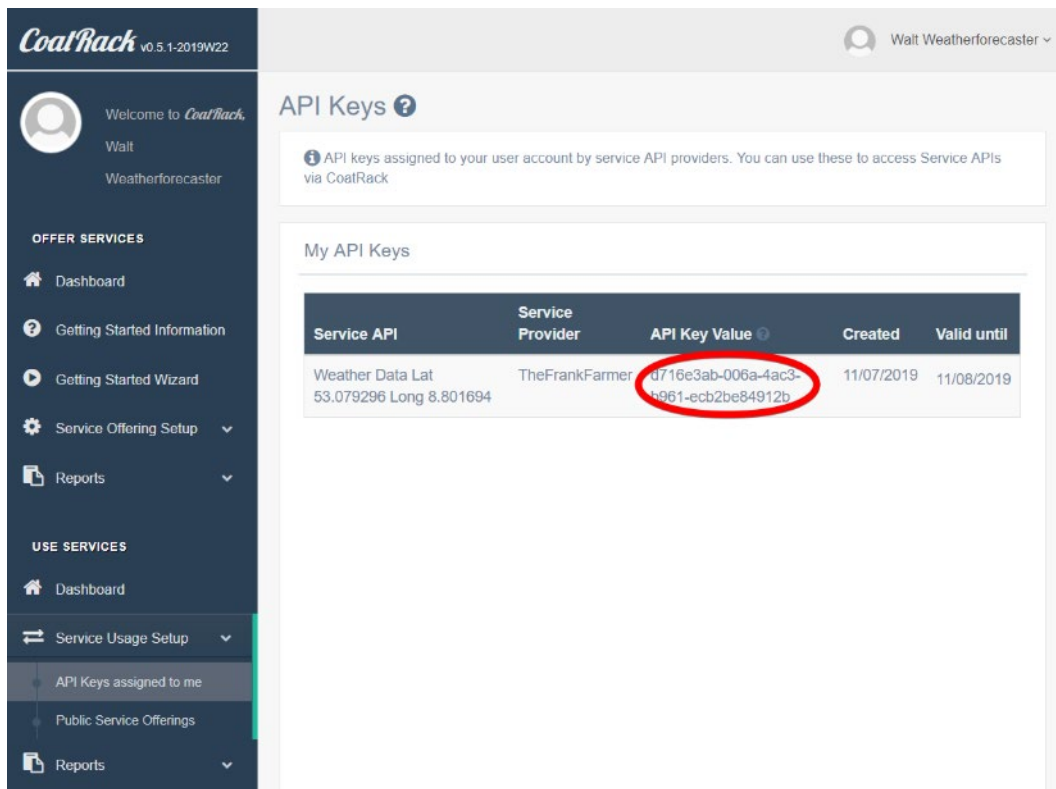 CoatRack v0.5.1-2019W22
Walt Weatherforecaster
Welcome to CoatRack,
Walt
Weatherforecaster
OFFER SERVICES
Dashboard
Getting Started Information
Getting Started Wizard
Service Offering Setup
Reports
USE SERVICES
Dashboard
Service Usage Setup
API Keys assigned to me
Public Service Offerings
Reports
API Keys ?
API keys assigned to your user account by service API providers. You can use these to access Service APIs
via CoatRack
My API Keys
Service API Service Provider API Key Value Created Valid until
Weather Data Lat TheFrankFarmer d716e3ab-006a-4ac3- 11/07/2019 11/08/2019
53.079296 Long 8.801694 b961-ecb2be84912b